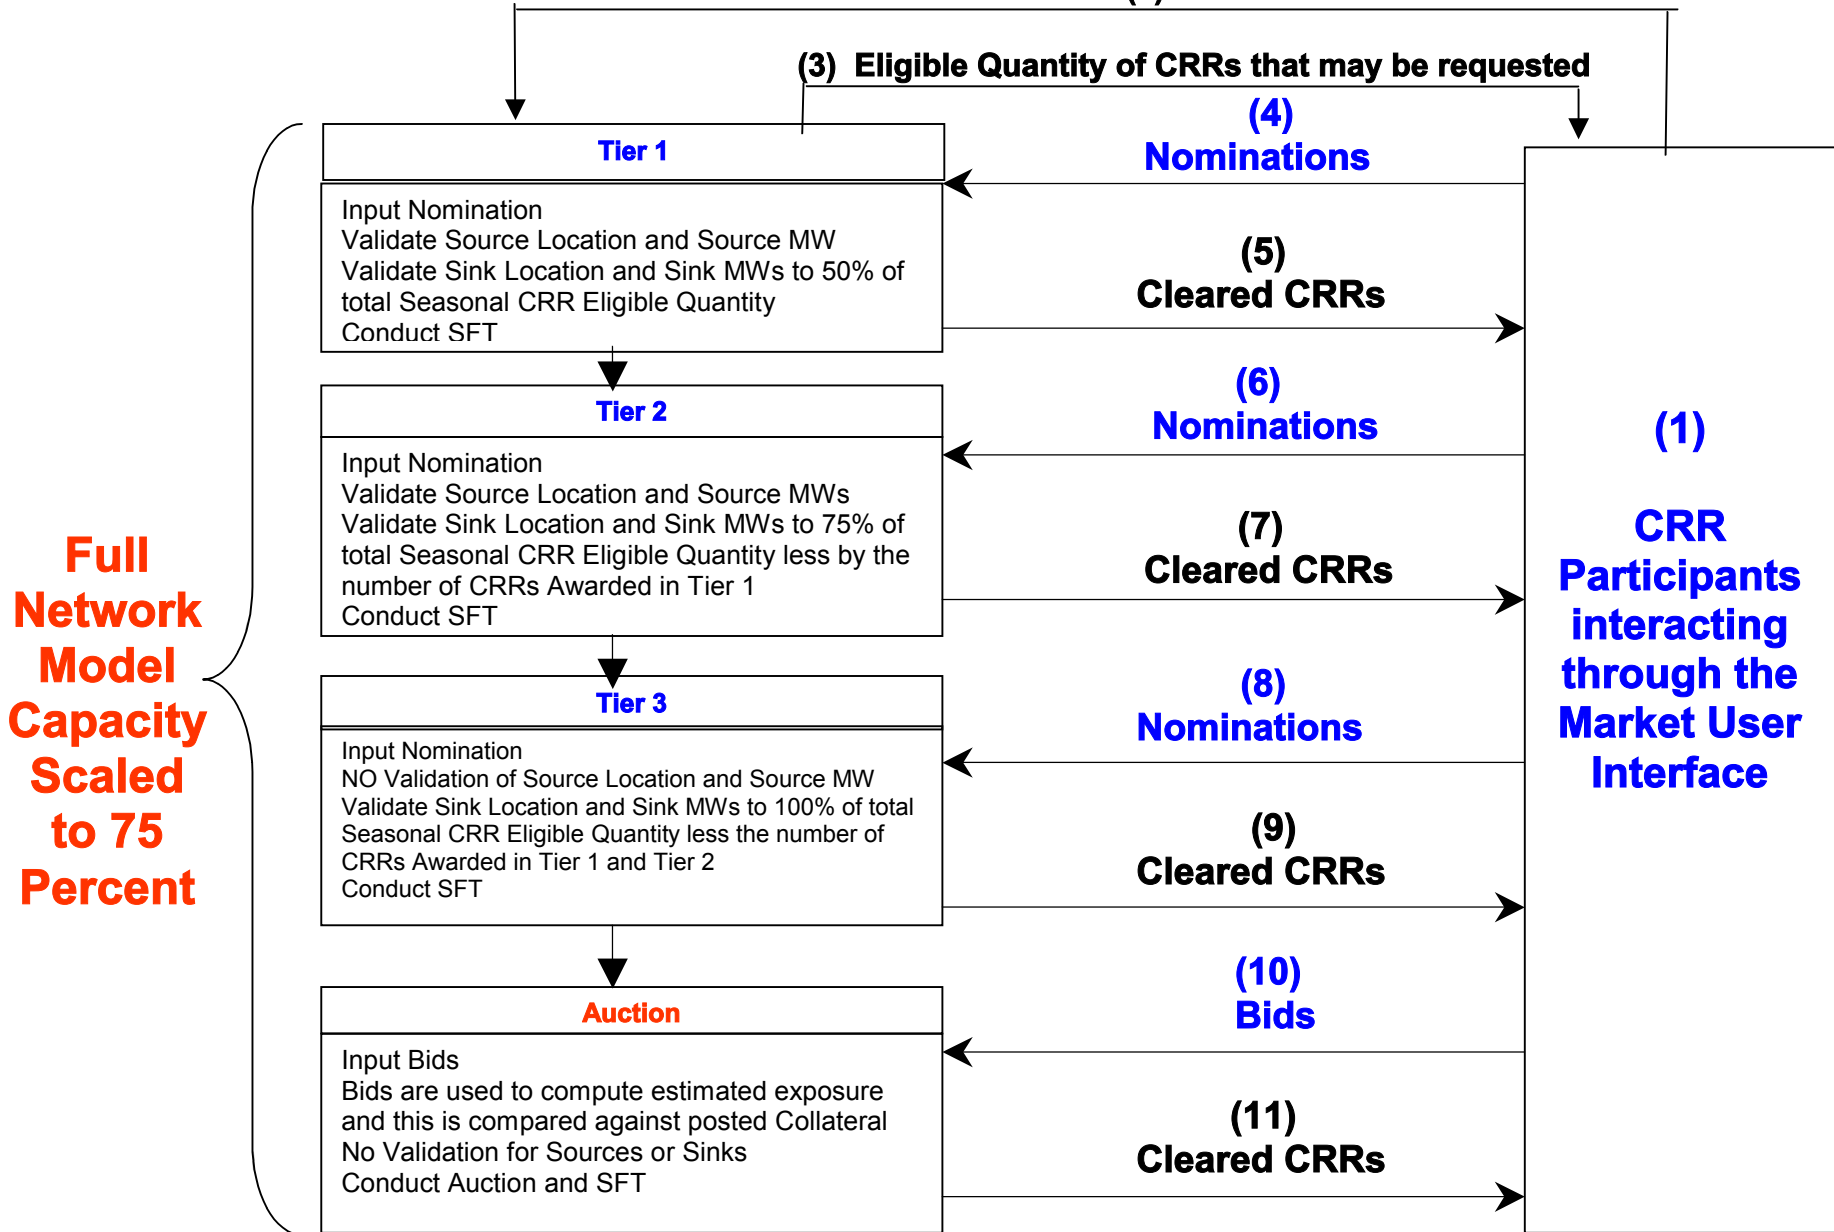 (3) Eligible Quantity of CRRs that may be requested
Tier 1
Input Nomination
Validate Source Location and Source MW
Validate Sink Location and Sink MWs to 50% of
total Seasonal CRR Eligible Quantity
Conduct SFT
(4)
Nominations
(5)
Cleared CRRs
Tier 2
Input Nomination
Validate Source Location and Source MWs
Validate Sink Location and Sink MWs to 75% of
total Seasonal CRR Eligible Quantity less by the
number of CRRs Awarded in Tier 1
Conduct SFT
(6)
Nominations
(7)
Cleared CRRs
Tier 3
Input Nomination
NO Validation of Source Location and Source MW
Validate Sink Location and Sink MWs to 100% of total
Seasonal CRR Eligible Quantity less the number of
CRRs Awarded in Tier 1 and Tier 2
Conduct SFT
(8)
Nominations
(9)
Cleared CRRs
Auction
Input Bids
Bids are used to compute estimated exposure
and this is compared against posted Collateral
No Validation for Sources or Sinks
Conduct Auction and SFT
(10)
Bids
(11)
Cleared CRRs
Full
Network
Model
Capacity
Scaled
to 75
Percent
(1)
CRR
Participants
interacting
through the
Market User
Interface